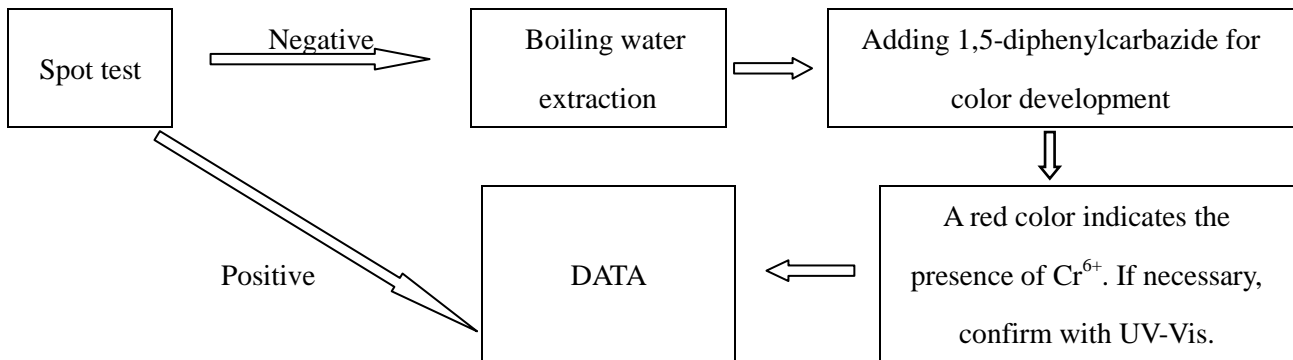 Spot test
Negative
Boiling water
extraction
Adding 1,5-diphenylcarbazide for
color development
A red color indicates the
presence of Cr⁶⁺. If necessary,
confirm with UV-Vis.
DATA
Positive